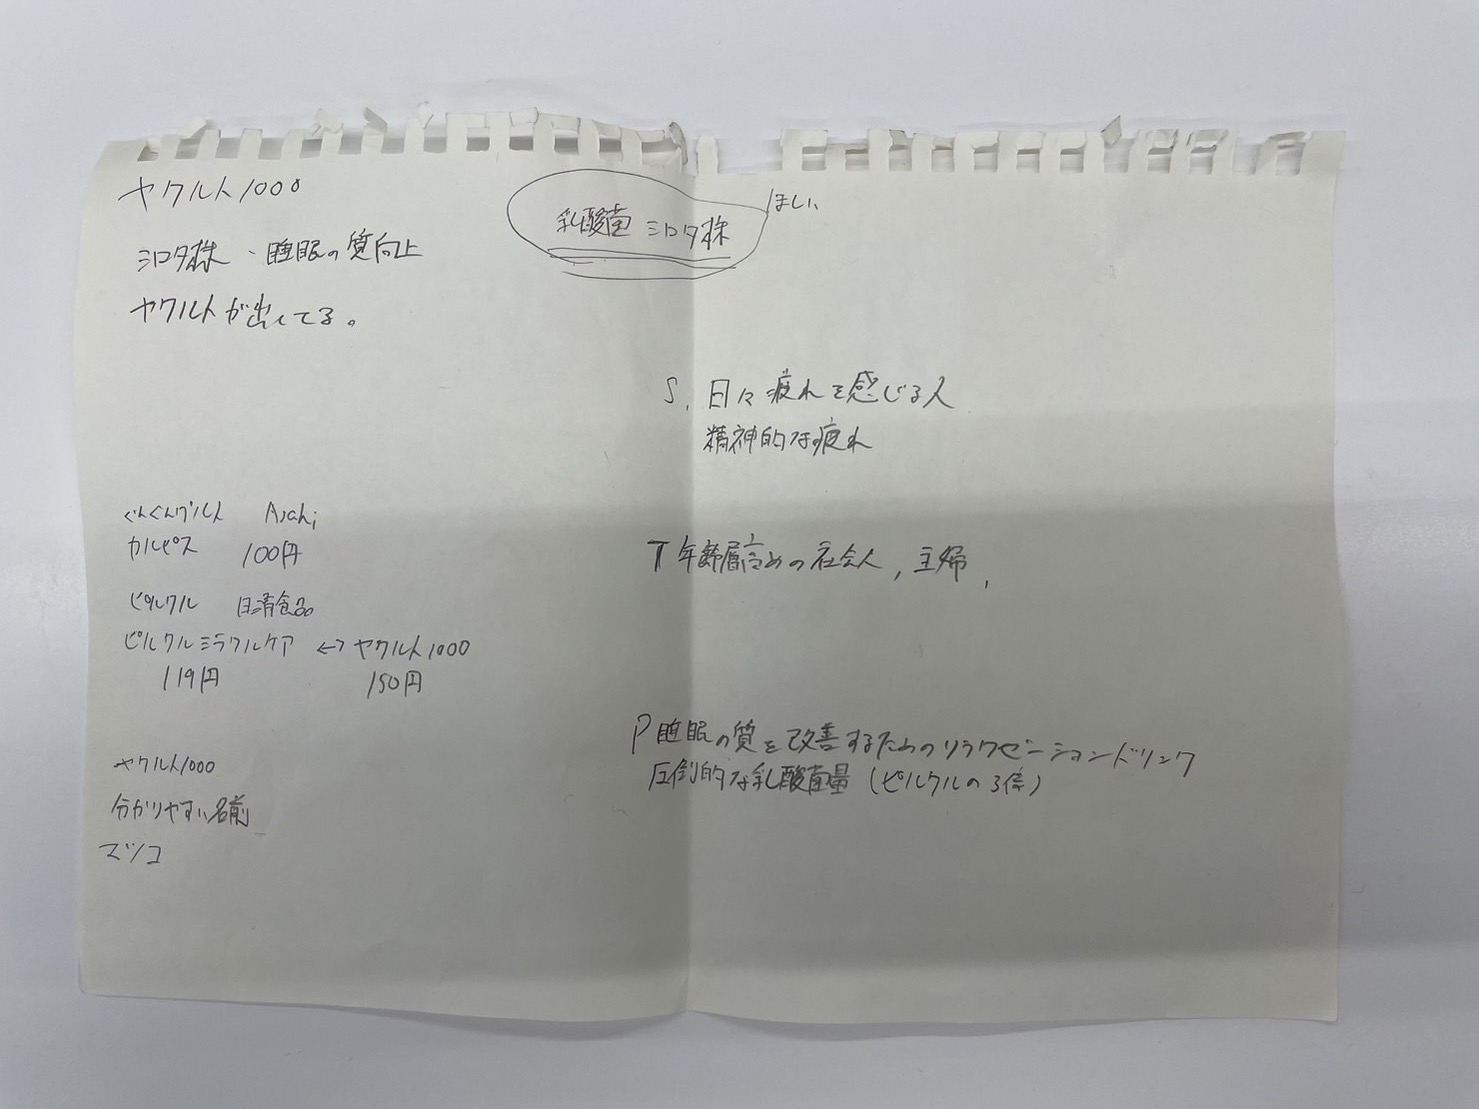 ヤクルト1000
シロタ株、睡眠の質向上
ヤクルトが出してる。
乳酸菌 シロタ株
ほしい
S. 日々疲れを感じる人
精神的な疲れ
ぐんぐんグルト Asahi
カルピス 100円
ピルクル 日清食品
ピルクルミラクルケア ↔ ヤクルト1000
119円 150円
T 年齢層高めの社会人, 主婦,
P 睡眠の質を改善するためのリラクゼーションドリンク
圧倒的な乳酸菌量 (ピルクルの3倍)
ヤクルト1000
分かりやすい名前
マツコ